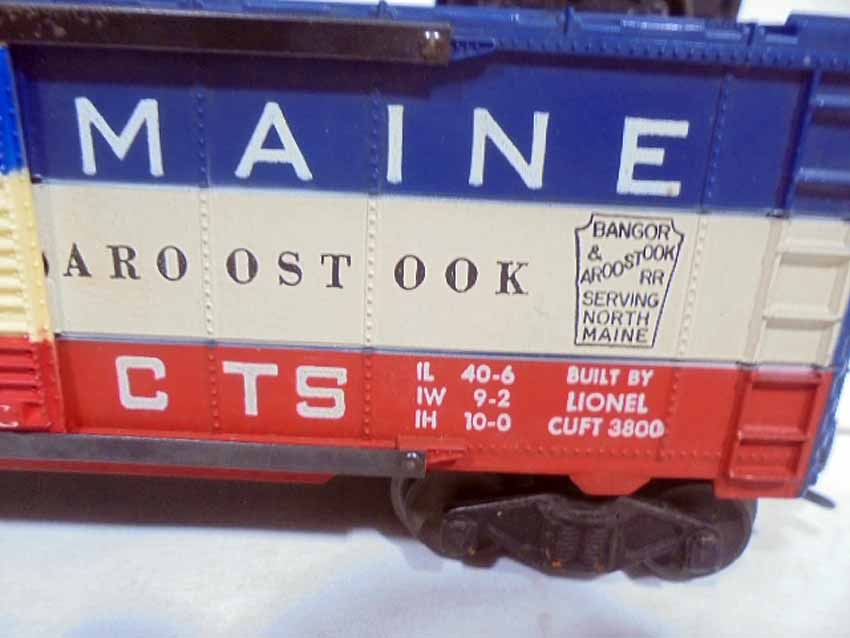 MAINE
AROOSTOOK
BANGOR
&
AROOSTOOK
RR
SERVING
NORTH
MAINE
CTS
IL 40-6
IW 9-2
IH 10-0
BUILT BY
LIONEL
CUFT 3800